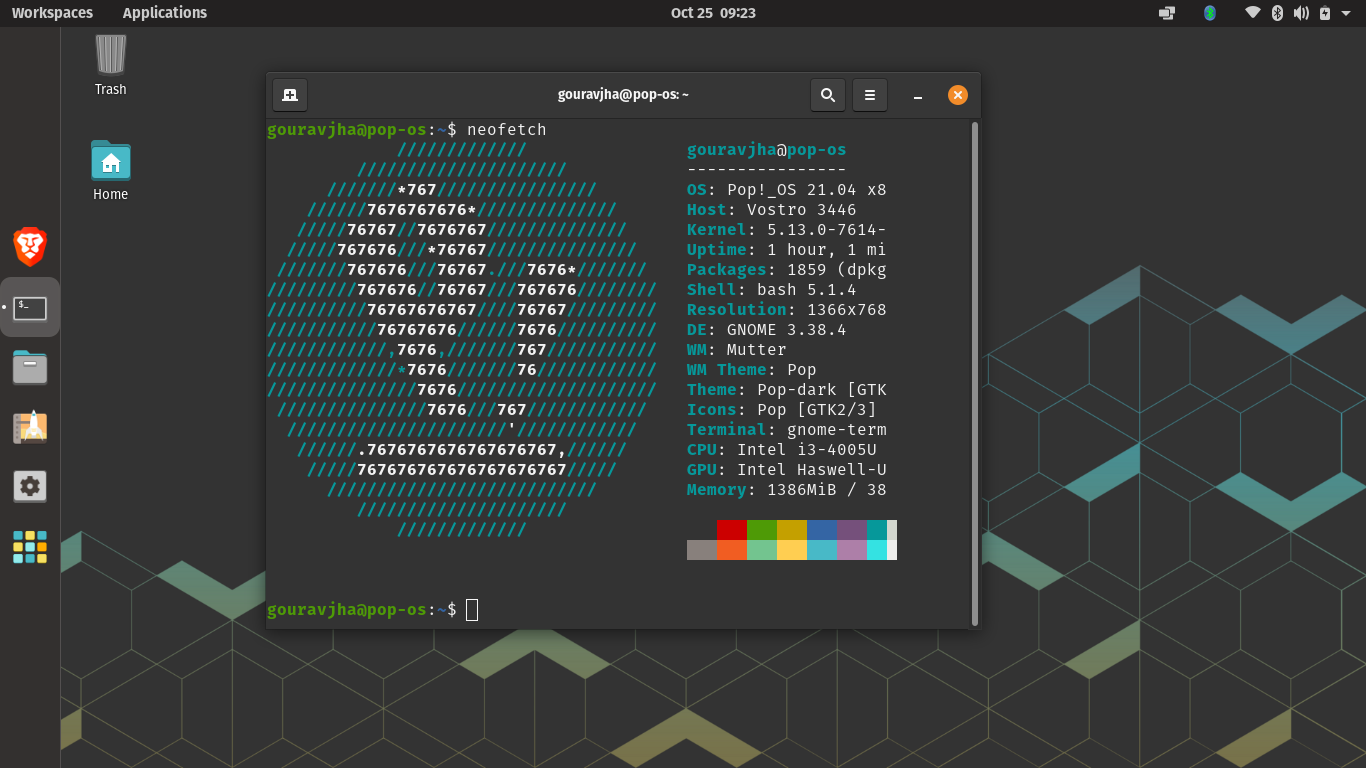 Workspaces Applications Oct 25 09:23
Trash
Home
gouravjha@pop-os: ~
gouravjha@pop-os:~$ neofetch
///////////// gouravjha@pop-os
///////////////////// ----------------
///////*767//////////////// OS: Pop!_OS 21.04 x8
//////7676767676*////////////// Host: Vostro 3446
/////76767//7676767////////////// Kernel: 5.13.0-7614-
/////767676///*76767/////////////// Uptime: 1 hour, 1 mi
///////767676///76767.///7676*/////// Packages: 1859 (dpkg
/////////767676//76767///767676//////// Shell: bash 5.1.4
//////////76767676767////76767///////// Resolution: 1366x768
///////////76767676//////7676////////// DE: GNOME 3.38.4
////////////,7676,///////767/////////// WM: Mutter
/////////////*7676///////76//////////// WM Theme: Pop
///////////////7676//////////////////// Theme: Pop-dark [GTK
///////////////7676///767//////////// Icons: Pop [GTK2/3]
//////////////////////'//////////// Terminal: gnome-term
//////.7676767676767676767,////// CPU: Intel i3-4005U
/////767676767676767676767///// GPU: Intel Haswell-U
/////////////////////////// Memory: 1386MiB / 38
/////////////////////
/////////////
gouravjha@pop-os:~$